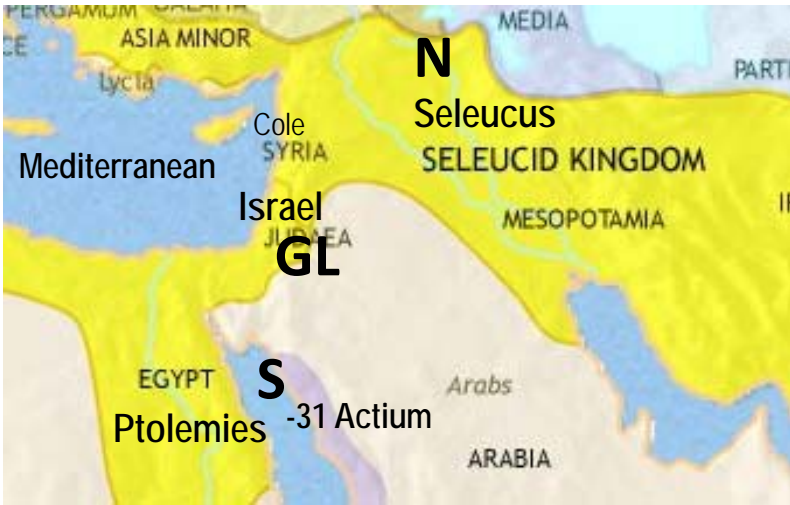 PERGAMUM GALATIA
MEDIA
CE
ASIA MINOR
N
PARTI
Lycia
Seleucus
Cole
SYRIA
Mediterranean
SELEUCID KINGDOM
Israel
MESOPOTAMIA
JUDAEA
GL
S
EGYPT
Arabs
Ptolemies
-31 Actium
ARABIA